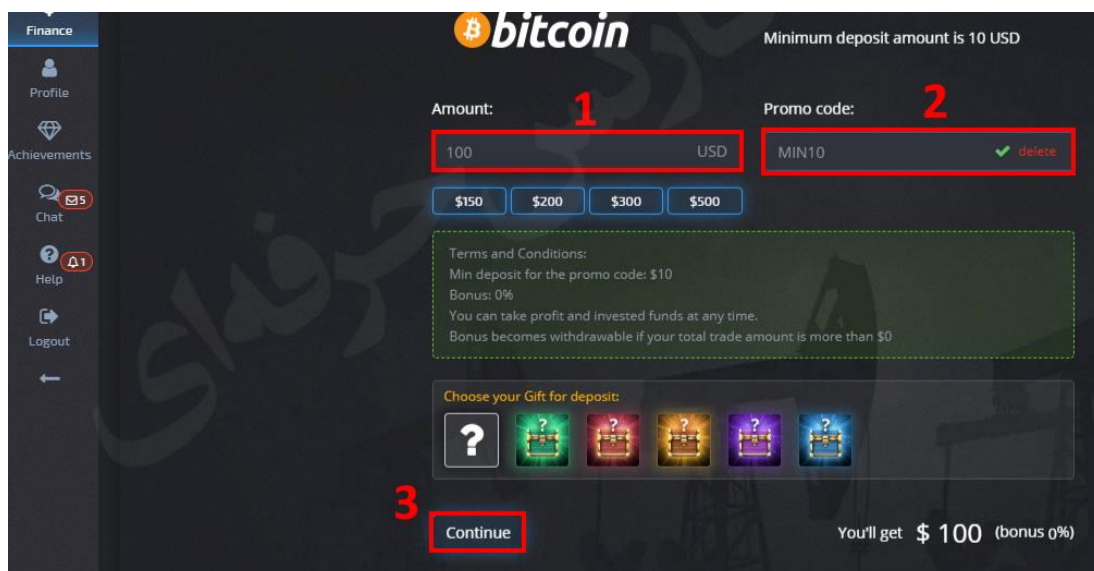 Finance
Profile
Achievements
5
Chat
1
Help
Logout
bitcoin
Minimum deposit amount is 10 USD
Amount:
1
Promo code:
2
100 USD
MIN10 delete
$150 $200 $300 $500
Terms and Conditions:
Min deposit for the promo code: $10
Bonus: 0%
You can take profit and invested funds at any time.
Bonus becomes withdrawable if your total trade amount is more than $0
Choose your Gift for deposit:
? ? ? ? ? ?
3
Continue
You'll get $ 100 (bonus 0%)
حرفه‌ای